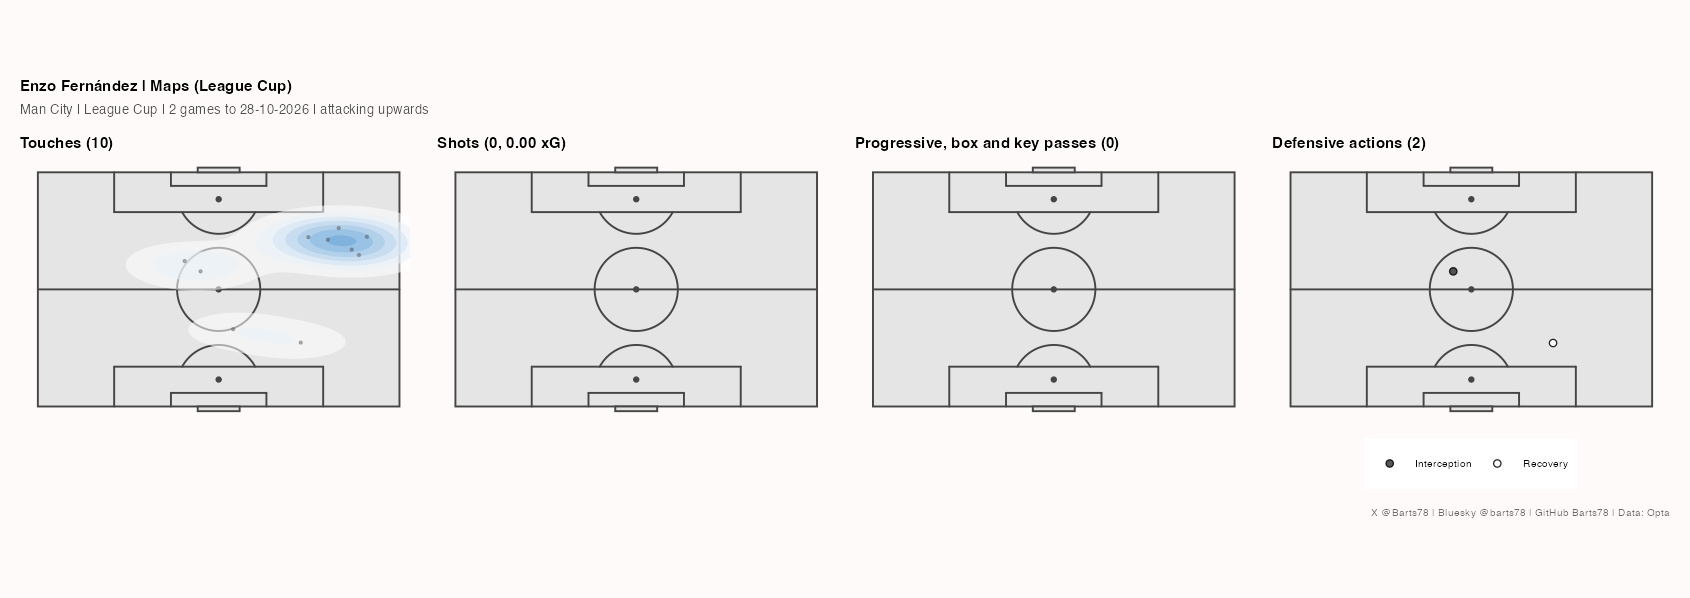 Enzo Fernández | Maps (League Cup)
Man City | League Cup | 2 games to 28-10-2026 | attacking upwards
Touches (10)
Shots (0, 0.00 xG)
Progressive, box and key passes (0)
Defensive actions (2)
Interception
Recovery
X @Barts78 | Bluesky @barts78 | GitHub Barts78 | Data: Opta